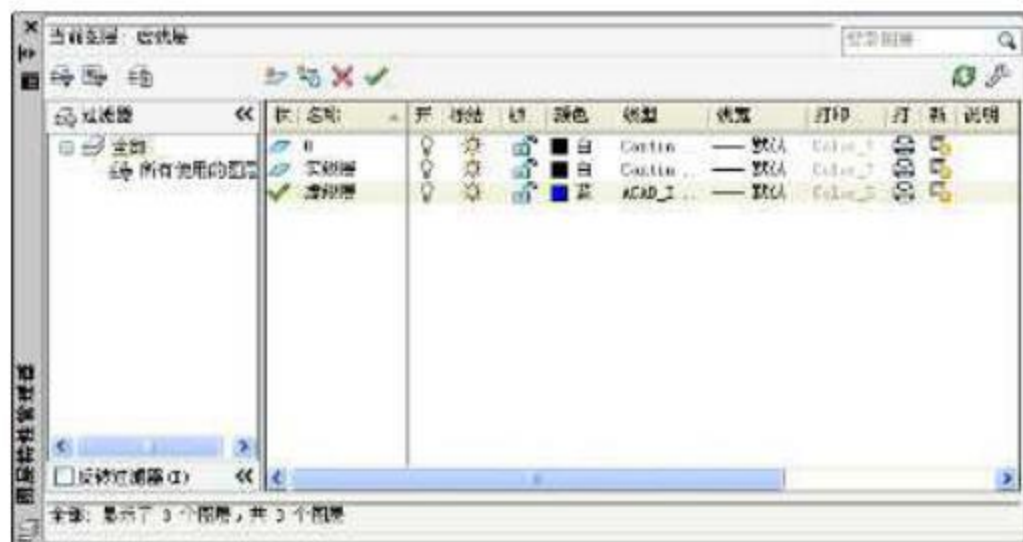 当前图层: 虚线层
搜索图层
过滤器
全部
所有使用的图层
反转过滤器(I)
状 名称 开 冻结 锁 颜色 线型 线宽 打印 打 新 说明
0 白 Contin 默认 Color_7
实线层 白 Contin... 默认 Color_7
虚线层 蓝 ACAD_I... 默认 Color_5
全部: 显示了 3 个图层，共 3 个图层
图层特性管理器